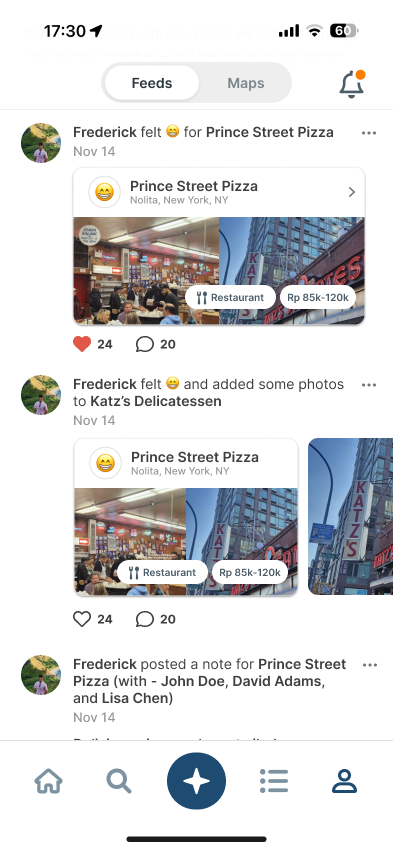 17:30
60
Feeds
Maps
Frederick felt 😁 for Prince Street Pizza
Nov 14
😁
Prince Street Pizza
Nolita, New York, NY
KATZ'S
Restaurant
Rp 85k-120k
24
20
Frederick felt 😁 and added some photos
to Katz’s Delicatessen
Nov 14
😁
Prince Street Pizza
Nolita, New York, NY
KATZ'S
KATZ'S
Restaurant
Rp 85k-120k
24
20
Frederick posted a note for Prince Street
Pizza (with - John Doe, David Adams,
and Lisa Chen)
Nov 14